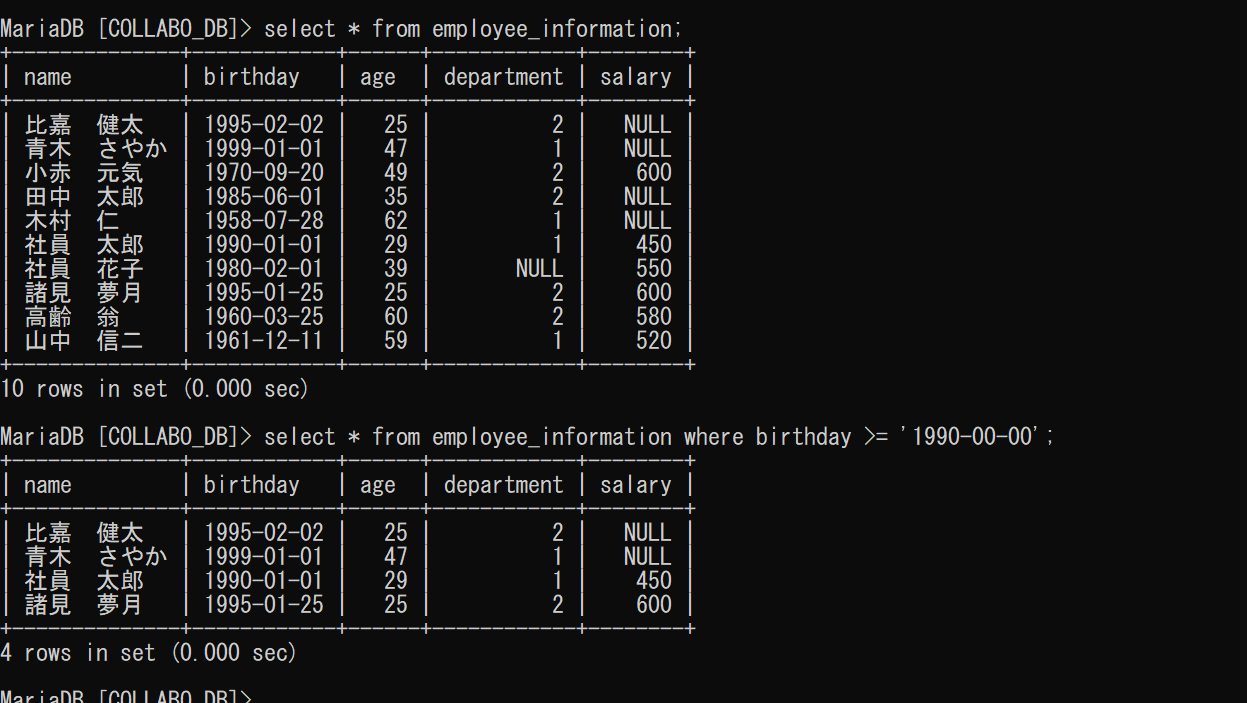 MariaDB [COLLABO_DB]> select * from employee_information;
+--------------+------------+------+------------+--------+
| name         | birthday   | age  | department | salary |
+--------------+------------+------+------------+--------+
| 比嘉　健太   | 1995-02-02 |   25 |          2 |   NULL |
| 青木　さやか | 1999-01-01 |   47 |          1 |   NULL |
| 小赤　元気   | 1970-09-20 |   49 |          2 |    600 |
| 田中　太郎   | 1985-06-01 |   35 |          2 |   NULL |
| 木村　仁     | 1958-07-28 |   62 |          1 |   NULL |
| 社員　太郎   | 1990-01-01 |   29 |          1 |    450 |
| 社員　花子   | 1980-02-01 |   39 |       NULL |    550 |
| 諸見　夢月   | 1995-01-25 |   25 |          2 |    600 |
| 高齢　翁     | 1960-03-25 |   60 |          2 |    580 |
| 山中　信二   | 1961-12-11 |   59 |          1 |    520 |
+--------------+------------+------+------------+--------+
10 rows in set (0.000 sec)
MariaDB [COLLABO_DB]> select * from employee_information where birthday >= '1990-00-00';
+--------------+------------+------+------------+--------+
| name         | birthday   | age  | department | salary |
+--------------+------------+------+------------+--------+
| 比嘉　健太   | 1995-02-02 |   25 |          2 |   NULL |
| 青木　さやか | 1999-01-01 |   47 |          1 |   NULL |
| 社員　太郎   | 1990-01-01 |   29 |          1 |    450 |
| 諸見　夢月   | 1995-01-25 |   25 |          2 |    600 |
+--------------+------------+------+------------+--------+
4 rows in set (0.000 sec)
MariaDB [COLLABO_DB]>